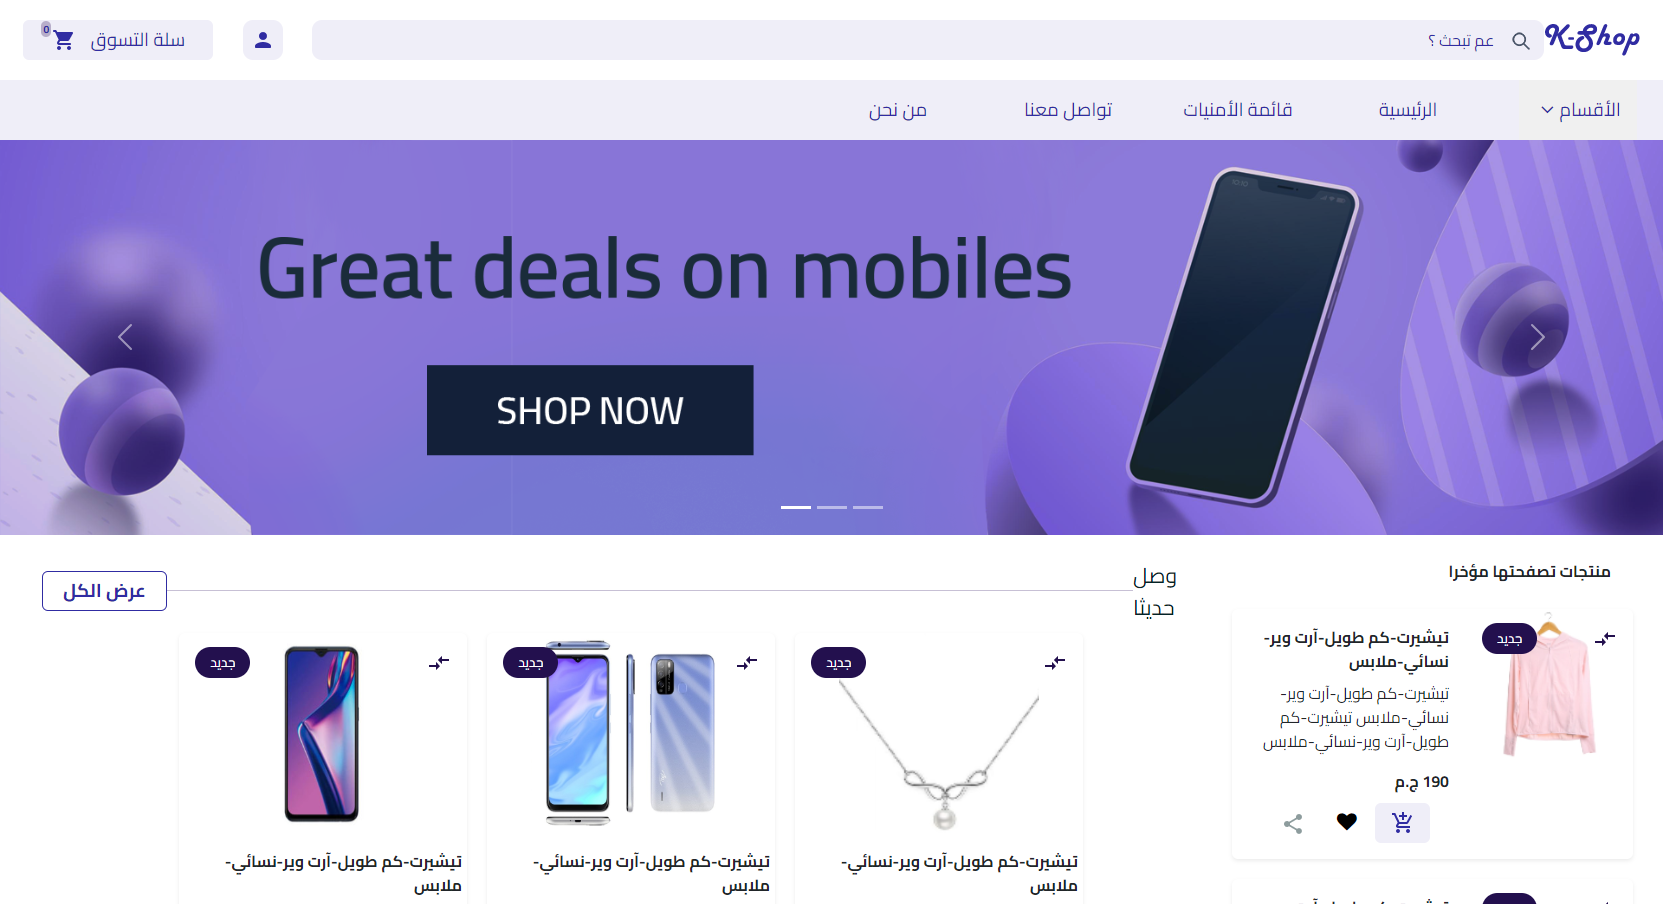 K-Shop
عم تبحث ؟
سلة التسوق
0
الأقسام
الرئيسية
قائمة الأمنيات
تواصل معنا
من نحن
Great deals on mobiles
SHOP NOW
منتجات تصفحتها مؤخرا
جديد
تيشيرت-كم طويل-آرت وير-
نسائي-ملابس
تيشيرت-كم طويل-آرت وير-
نسائي-ملابس تيشيرت-كم
طويل-آرت وير-نسائي-ملابس
190 ج.م
وصل
حديثا
عرض الكل
جديد
تيشيرت-كم طويل-آرت وير-نسائي-
ملابس
جديد
تيشيرت-كم طويل-آرت وير-نسائي-
ملابس
جديد
تيشيرت-كم طويل-آرت وير-نسائي-
ملابس